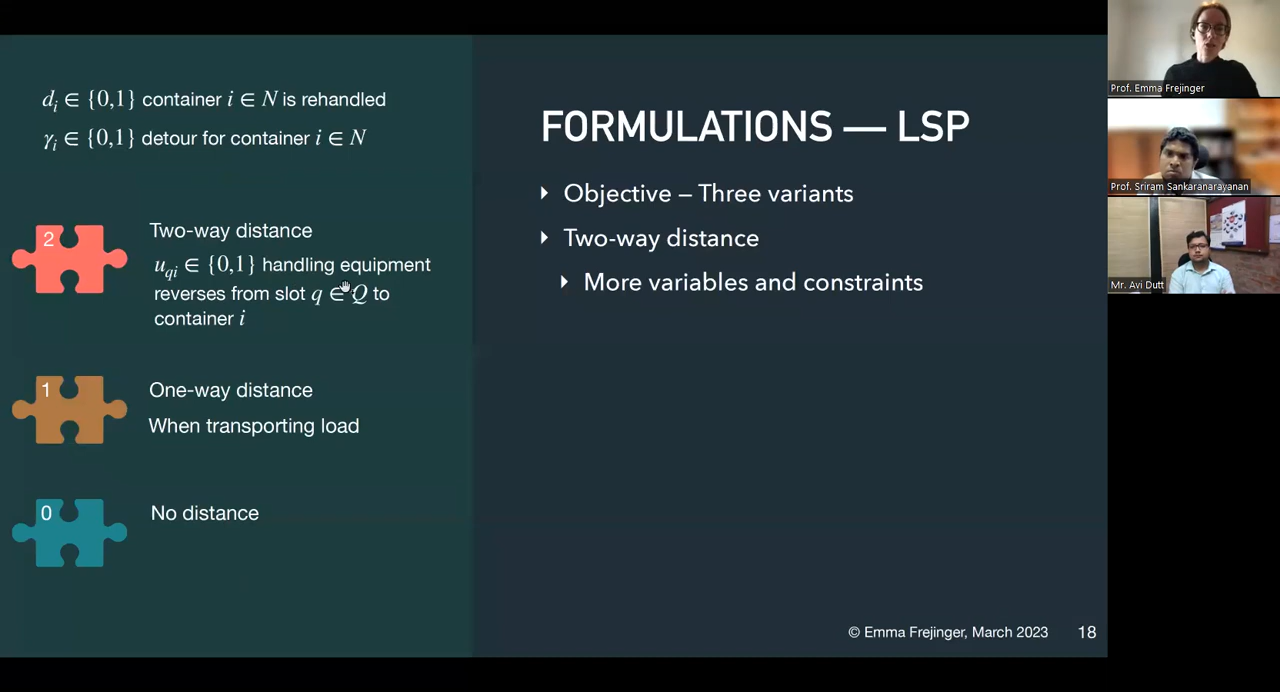 dᵢ ∈ {0,1} container i ∈ N is rehandled
γᵢ ∈ {0,1} detour for container i ∈ N
2
Two-way distance
u_qi ∈ {0,1} handling equipment
reverses from slot q ∈ Q to
container i
1
One-way distance
When transporting load
0
No distance
FORMULATIONS — LSP
Objective – Three variants
Two-way distance
More variables and constraints
© Emma Frejinger, March 2023
18
Prof. Emma Frejinger
Prof. Sriram Sankaranarayanan
Mr. Avi Dutt